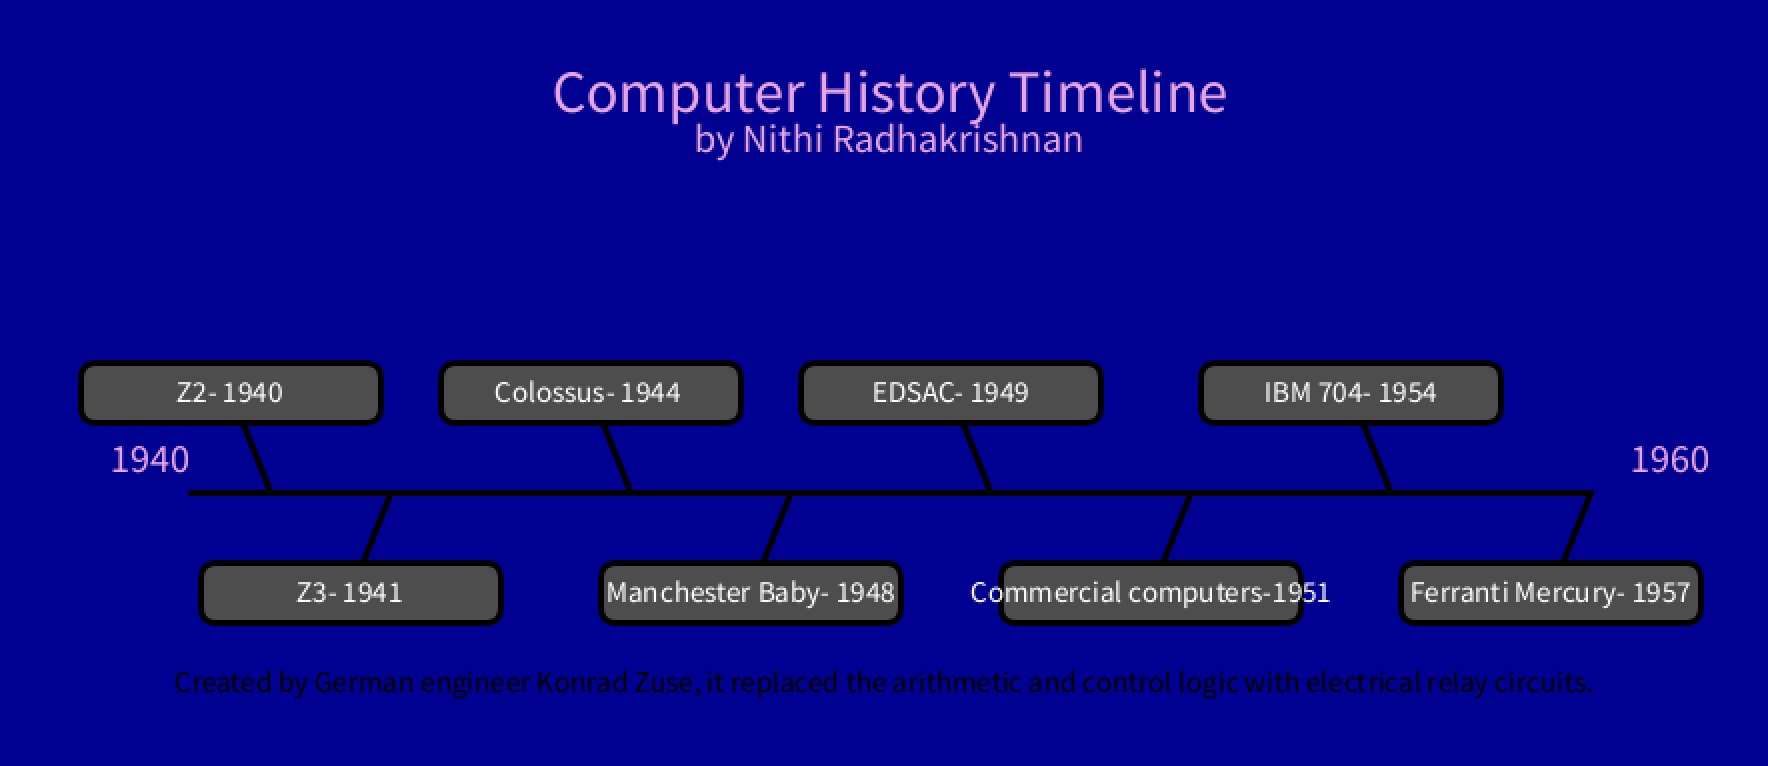 Computer History Timeline
by Nithi Radhakrishnan
Z2- 1940
Colossus- 1944
EDSAC- 1949
IBM 704- 1954
1940
1960
Z3- 1941
Manchester Baby- 1948
Commercial computers-1951
Ferranti Mercury- 1957
Created by German engineer Konrad Zuse, it replaced the arithmetic and control logic with electrical relay circuits.